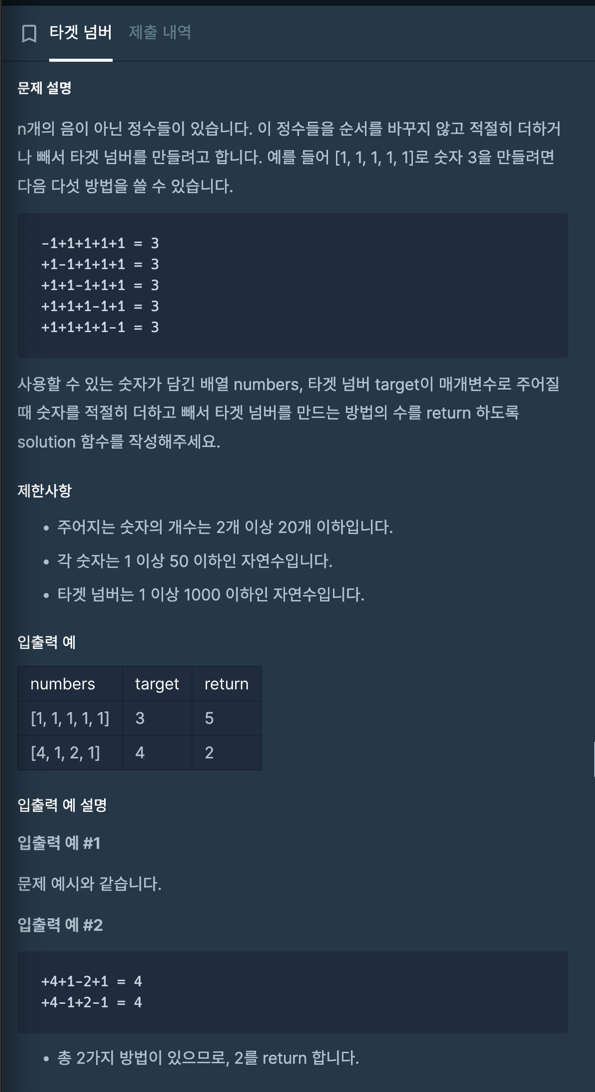 타겟 넘버 제출 내역
문제 설명
n개의 음이 아닌 정수들이 있습니다. 이 정수들을 순서를 바꾸지 않고 적절히 더하거
나 빼서 타겟 넘버를 만들려고 합니다. 예를 들어 [1, 1, 1, 1, 1]로 숫자 3을 만들려면
다음 다섯 방법을 쓸 수 있습니다.
-1+1+1+1+1 = 3
+1-1+1+1+1 = 3
+1+1-1+1+1 = 3
+1+1+1-1+1 = 3
+1+1+1+1-1 = 3
사용할 수 있는 숫자가 담긴 배열 numbers, 타겟 넘버 target이 매개변수로 주어질
때 숫자를 적절히 더하고 빼서 타겟 넘버를 만드는 방법의 수를 return 하도록
solution 함수를 작성해주세요.
제한사항
• 주어지는 숫자의 개수는 2개 이상 20개 이하입니다.
• 각 숫자는 1 이상 50 이하인 자연수입니다.
• 타겟 넘버는 1 이상 1000 이하인 자연수입니다.
입출력 예
numbers target return
[1, 1, 1, 1, 1] 3 5
[4, 1, 2, 1] 4 2
입출력 예 설명
입출력 예 #1
문제 예시와 같습니다.
입출력 예 #2
+4+1-2+1 = 4
+4-1+2-1 = 4
• 총 2가지 방법이 있으므로, 2를 return 합니다.